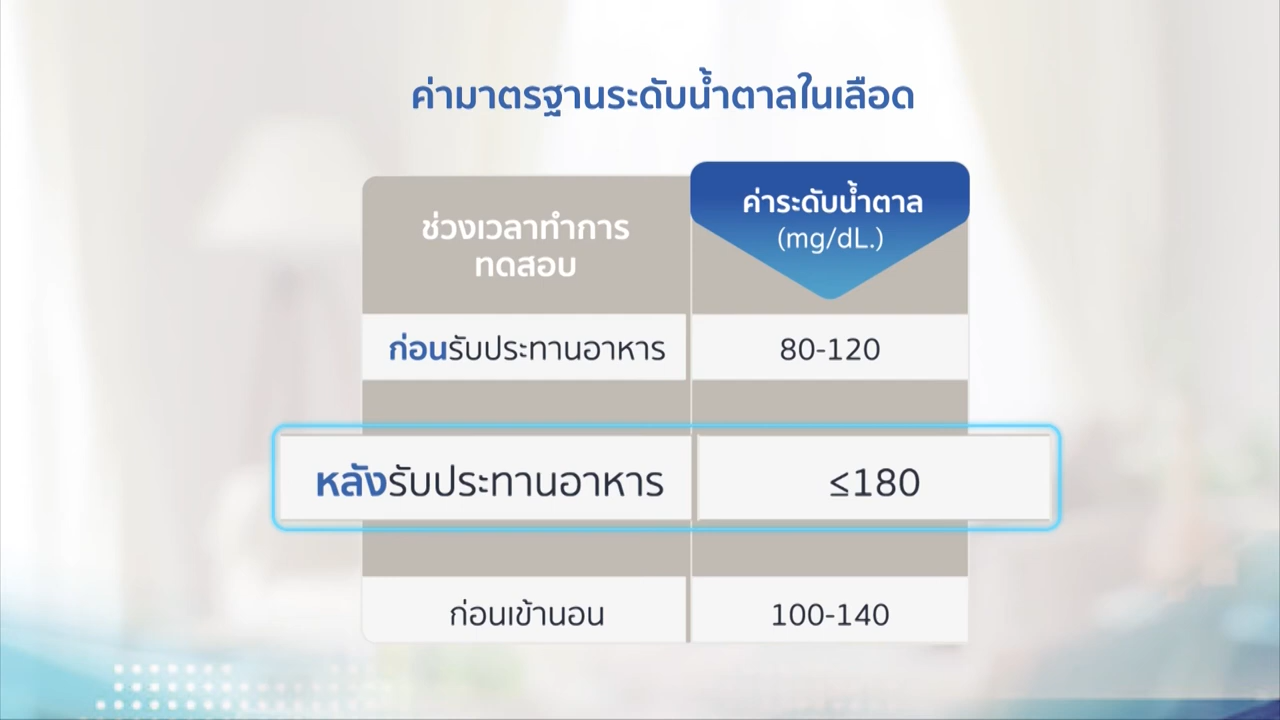 ค่ามาตรฐานระดับน้ำตาลในเลือด
ช่วงเวลาทำการ
ทดสอบ
ค่าระดับน้ำตาล
(mg/dL.)
ก่อนรับประทานอาหาร
80-120
หลังรับประทานอาหาร
≤180
ก่อนเข้านอน
100-140